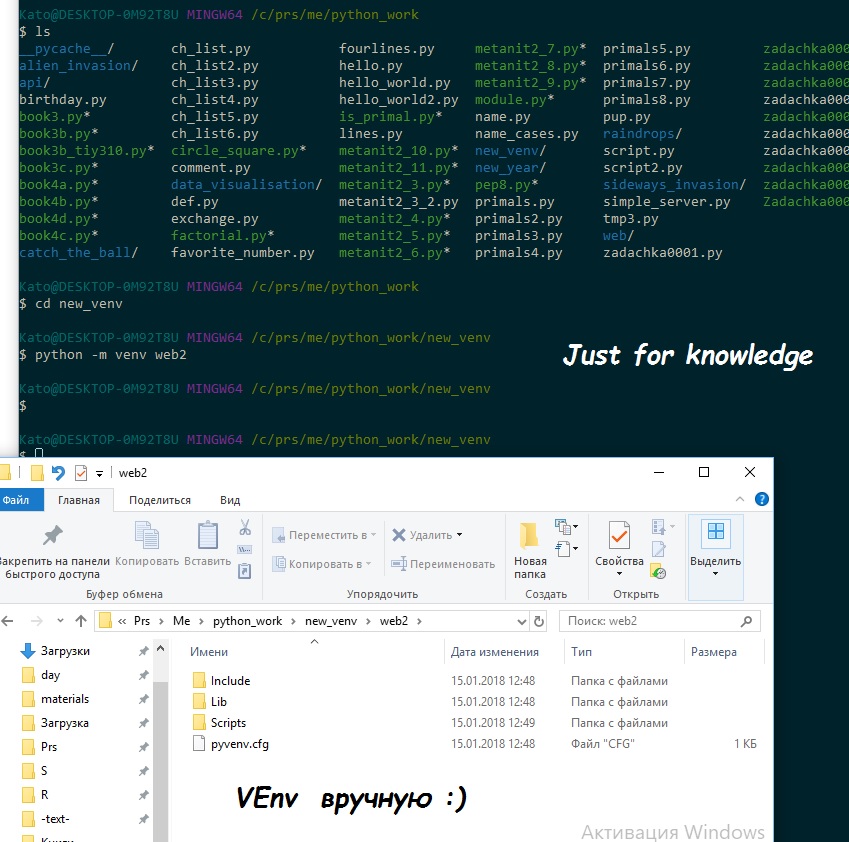 Kato@DESKTOP-0M92T8U MINGW64 /c/prs/me/python_work
$ ls
__pycache__/ ch_list.py fourlines.py metanit2_7.py* primals5.py zadachka000
alien_invasion/ ch_list2.py hello.py metanit2_8.py* primals6.py zadachka000
api/ ch_list3.py hello_world.py metanit2_9.py* primals7.py zadachka000
birthday.py ch_list4.py hello_world2.py module.py* primals8.py zadachka000
book3.py* ch_list5.py is_primal.py* name.py pup.py zadachka000
book3b.py* ch_list6.py lines.py name_cases.py raindrops/ zadachka000
book3b_tiy310.py* circle_square.py* metanit2_10.py* new_venv/ script.py zadachka000
book3c.py* comment.py metanit2_11.py* new_year/ script2.py zadachka000
book4a.py* data_visualisation/ metanit2_3.py* pep8.py* sideways_invasion/ zadachka000
book4b.py* def.py metanit2_3_2.py primals.py simple_server.py Zadachka000
book4d.py* exchange.py metanit2_4.py* primals2.py tmp3.py
book4c.py* factorial.py* metanit2_5.py* primals3.py web/
catch_the_ball/ favorite_number.py metanit2_6.py* primals4.py zadachka0001.py
Kato@DESKTOP-0M92T8U MINGW64 /c/prs/me/python_work
$ cd new_venv
Kato@DESKTOP-0M92T8U MINGW64 /c/prs/me/python_work/new_venv
$ python -m venv web2
Just for knowledge
Kato@DESKTOP-0M92T8U MINGW64 /c/prs/me/python_work/new_venv
$
Kato@DESKTOP-0M92T8U MINGW64 /c/prs/me/python_work/new_venv
$
web2
Файл Главная Поделиться Вид
Закрепить на панели быстрого доступа
Копировать
Вставить
Переместить в
Копировать в
Удалить
Переименовать
Новая папка
Свойства
Выделить
Буфер обмена Упорядочить Создать Открыть
« Prs Me python_work new_venv web2
Поиск: web2
Имени Дата изменения Тип Размера
Загрузки
day
materials
Загрузка
Prs
S
R
-text-
Книги
Include 15.01.2018 12:48 Папка с файлами
Lib 15.01.2018 12:48 Папка с файлами
Scripts 15.01.2018 12:49 Папка с файлами
pyvenv.cfg 15.01.2018 12:48 Файл "CFG" 1 КБ
VEnv вручную :)
Активация Windows